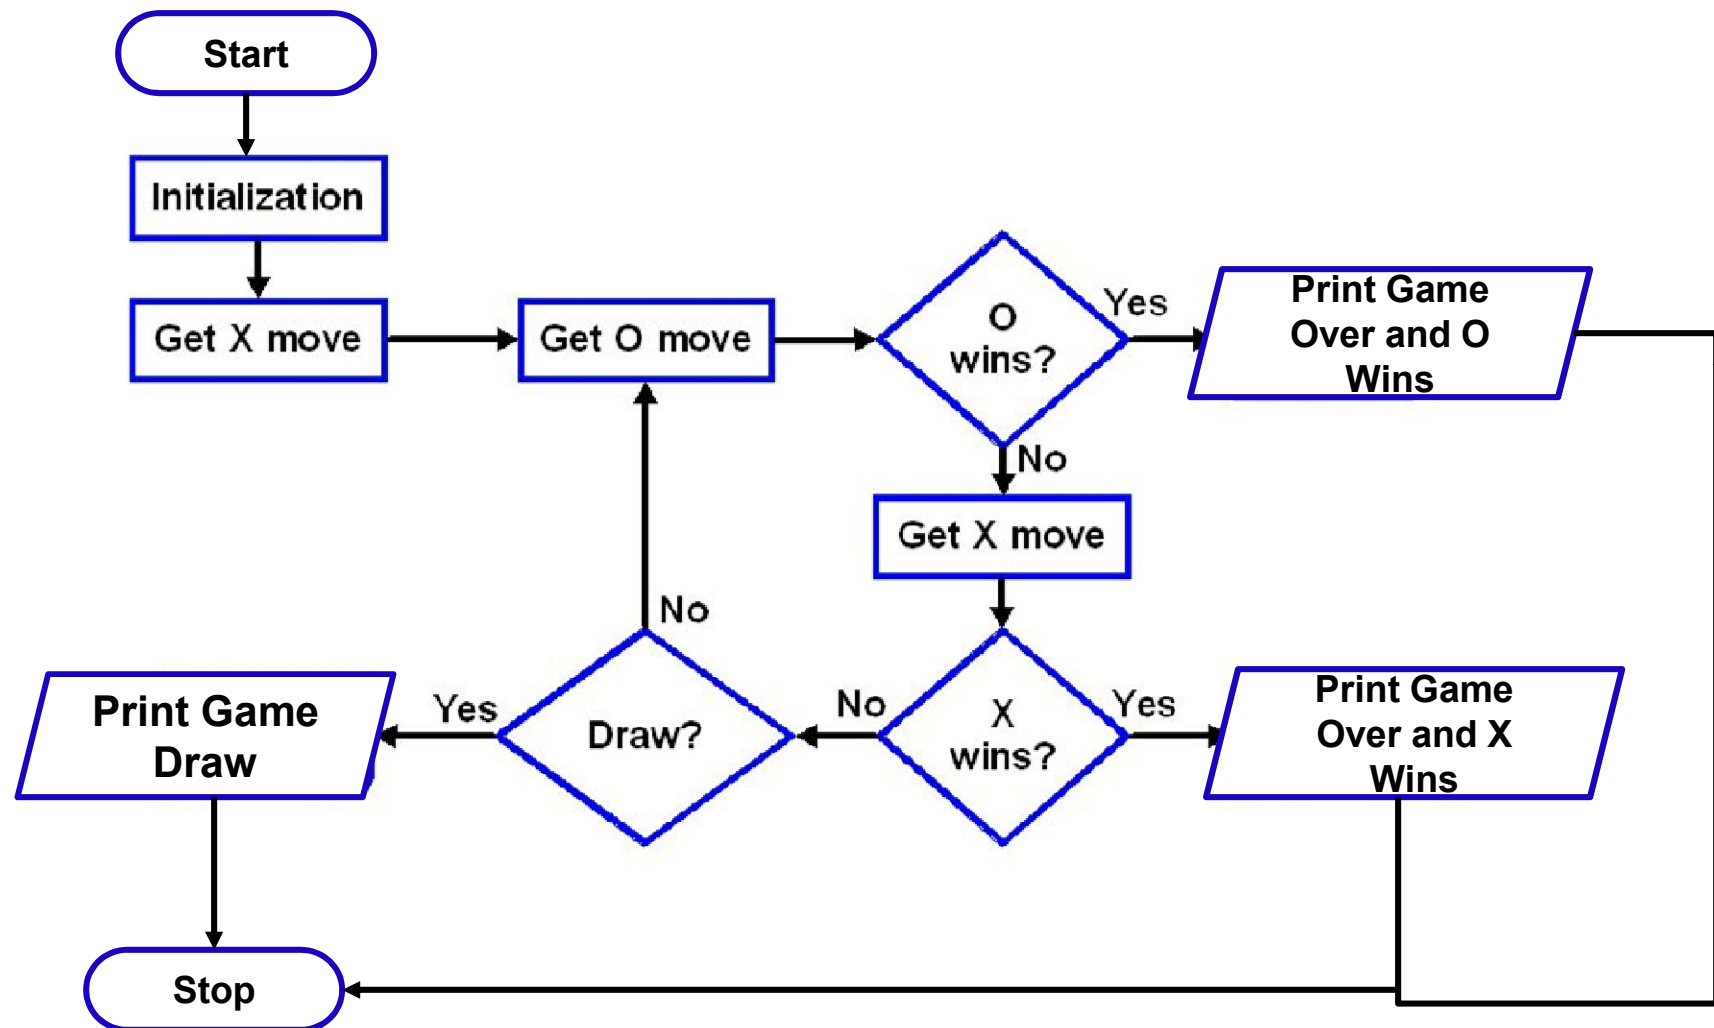 Start
Initialization
Get X move
Get O move
O
wins?
Yes
Print Game
Over and O
Wins
No
Get X move
X
wins?
Yes
Print Game
Over and X
Wins
No
Draw?
No
Yes
Print Game
Draw
Stop